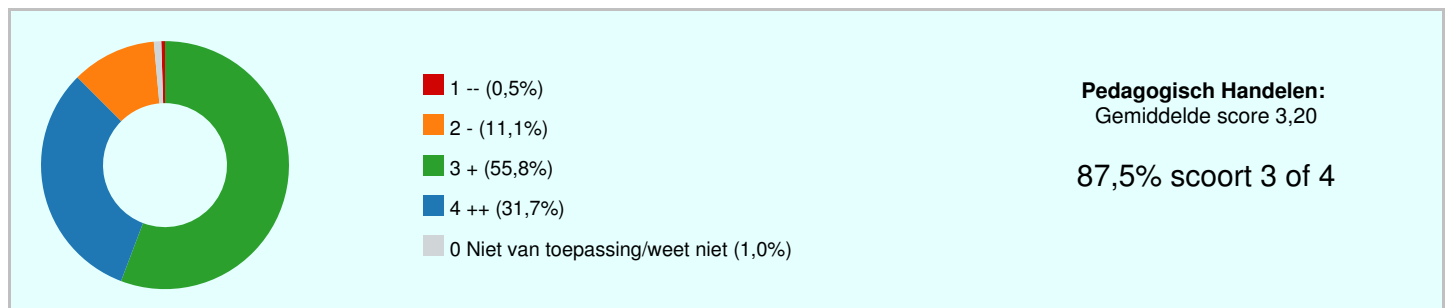 1 -- (0,5%)
2 - (11,1%)
3 + (55,8%)
4 ++ (31,7%)
0 Niet van toepassing/weet niet (1,0%)
Pedagogisch Handelen:
Gemiddelde score 3,20
87,5% scoort 3 of 4